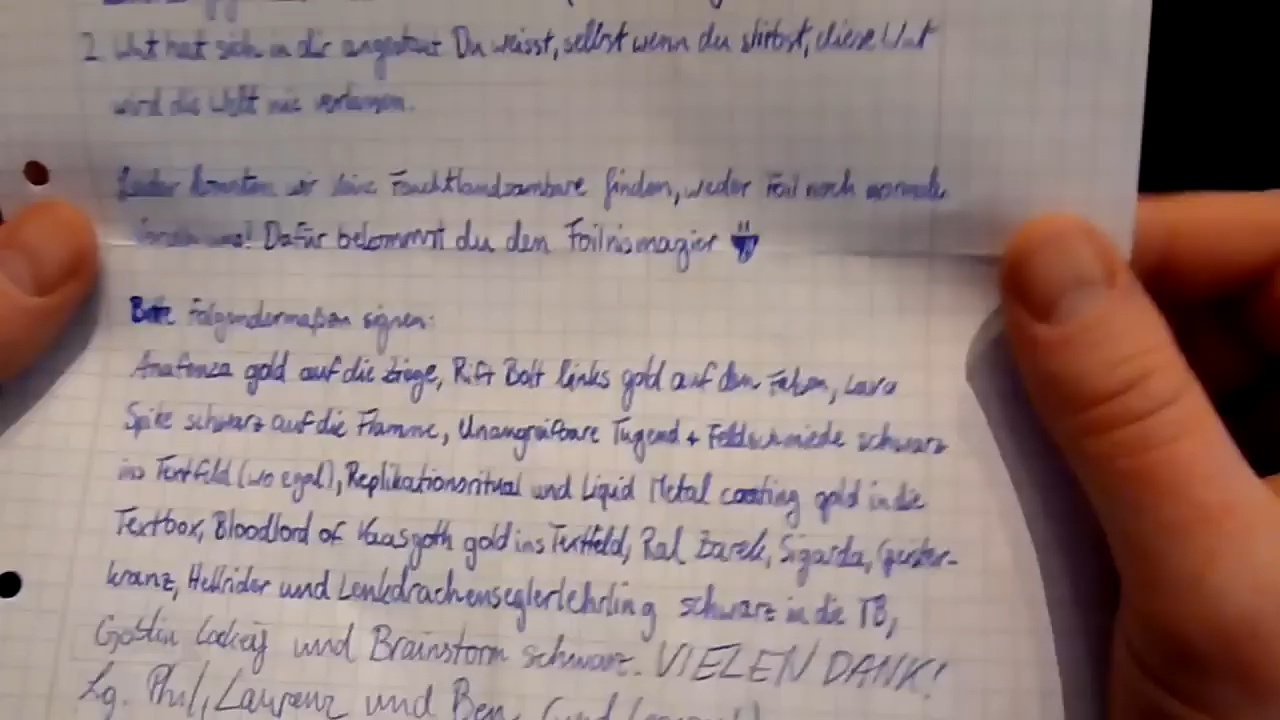 2. Wut hat sich in dir angestaut Du weisst, selbst wenn du stirbst, diese Wut
wird die Welt nie verlassen.
Leider konnten wir keine Feuchtlandsambare finden, weder Foil noch normale
Dafür bekommst du den Foilnismagier
Bitte Folgendermaßen signen:
Anafenza gold auf die Ziege, Rift Bolt links gold auf den Felsen, Lava
Spike schwarz auf die Flamme, Unangreifbare Tugend + Feldschmiede schwarz
ins Textfeld (wo egal), Replikationsritual und Liquid Metal coating gold in die
Textbox, Bloodlord of Vaasgoth gold ins Textfeld, Ral Zarek, Sigarda, Geister-
kranz, Hellrider und Lenkdrachenseglerlehrling schwarz in die TB,
Goblin Lackey und Brainstorm schwarz. VIELEN DANK!
Lg. Phil, Laurenz und Ben